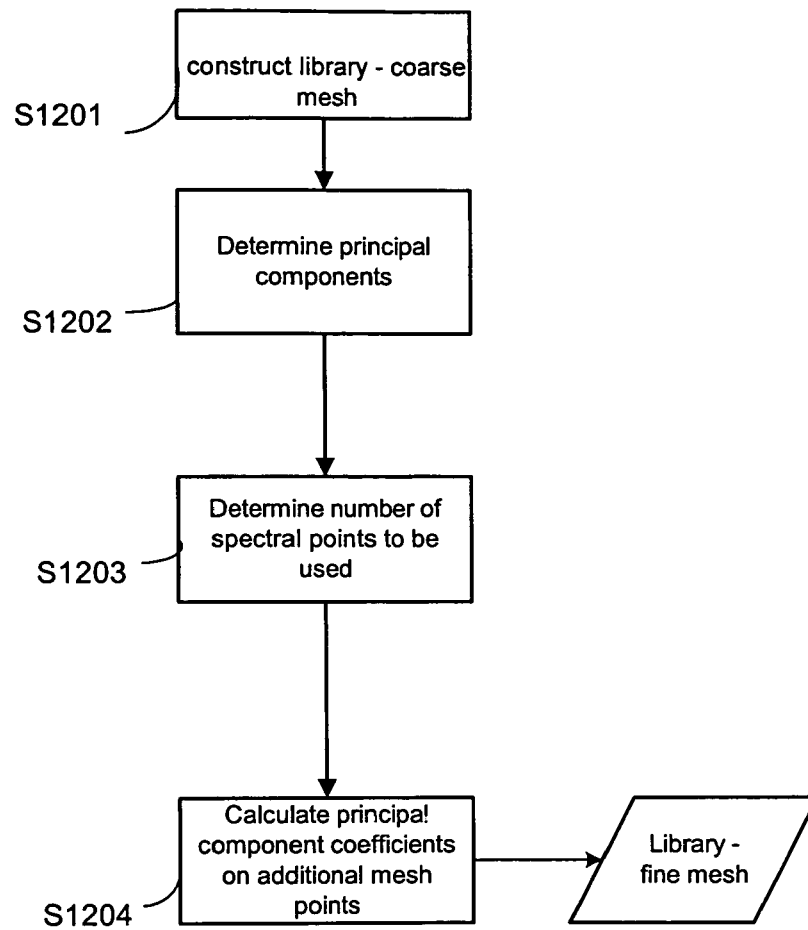 construct library - coarse
mesh
S1201
Determine principal
components
S1202
Determine number of
spectral points to be
used
S1203
Calculate principal
component coefficients
on additional mesh
points
S1204
Library -
fine mesh